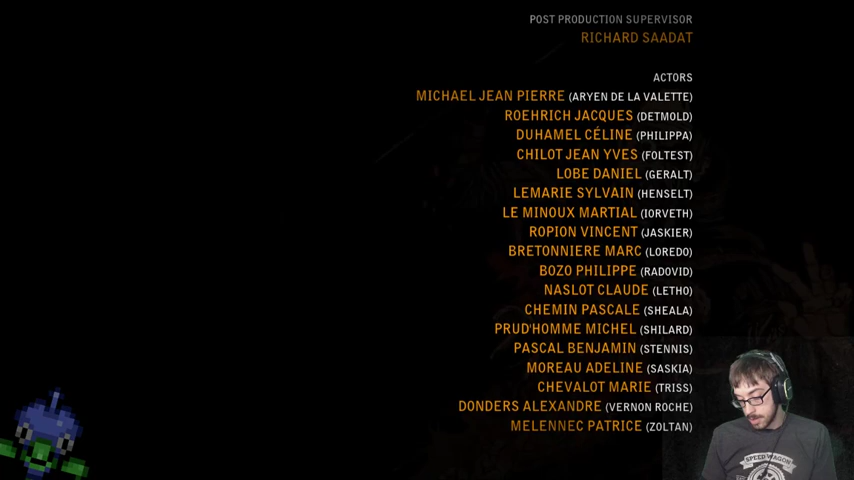 POST PRODUCTION SUPERVISOR
RICHARD SAADAT
ACTORS
MICHAEL JEAN PIERRE (ARYEN DE LA VALETTE)
ROEHRICH JACQUES (DETMOLD)
DUHAMEL CÉLINE (PHILIPPA)
CHILOT JEAN YVES (FOLTEST)
LOBE DANIEL (GERALT)
LEMARIE SYLVAIN (HENSELT)
LE MINOUX MARTIAL (IORVETH)
ROPION VINCENT (JASKIER)
BRETONNIERE MARC (LOREDO)
BOZO PHILIPPE (RADOVID)
NASLOT CLAUDE (LETHO)
CHEMIN PASCALE (SHEALA)
PRUD'HOMME MICHEL (SHILARD)
PASCAL BENJAMIN (STENNIS)
MOREAU ADELINE (SASKIA)
CHEVALOT MARIE (TRISS)
DONDERS ALEXANDRE (VERNON ROCHE)
MELENNEC PATRICE (ZOLTAN)
SPEED WAGON